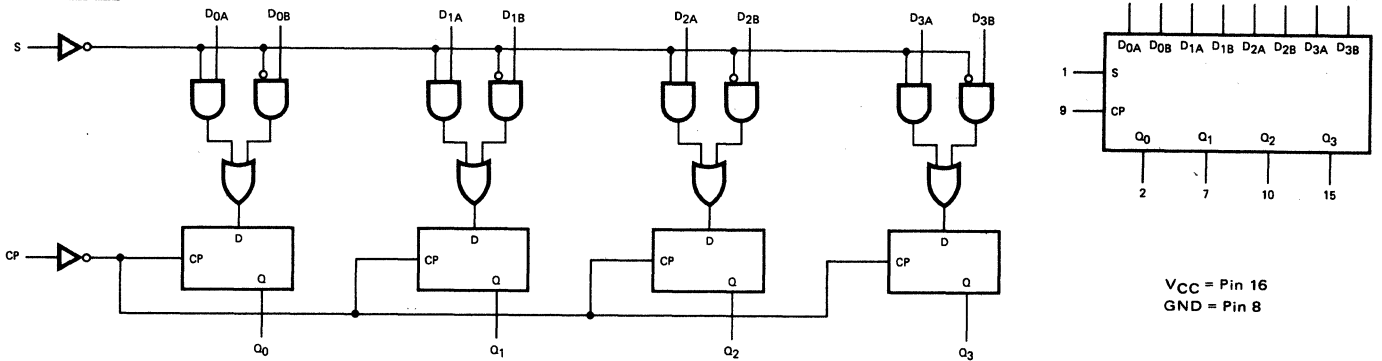 D0A D0B D1A D1B D2A D2B D3A D3B
S
D D D D
CP CP CP CP CP
Q Q Q Q
Q0 Q1 Q2 Q3
D0A D0B D1A D1B D2A D2B D3A D3B
1 S
9 CP
Q0 Q1 Q2 Q3
2 7 10 15
VCC = Pin 16
GND = Pin 8